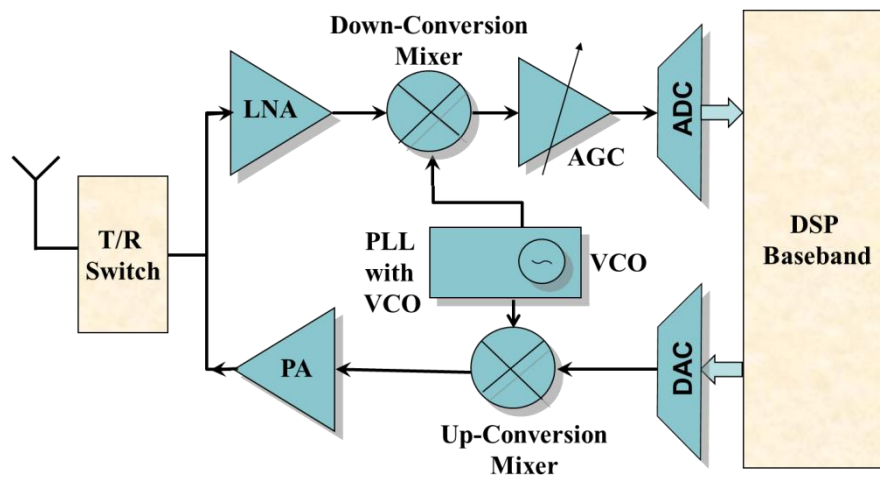 Down-Conversion
Mixer
LNA
AGC
ADC
T/R
Switch
PLL
with
VCO
VCO
DSP
Baseband
PA
DAC
Up-Conversion
Mixer